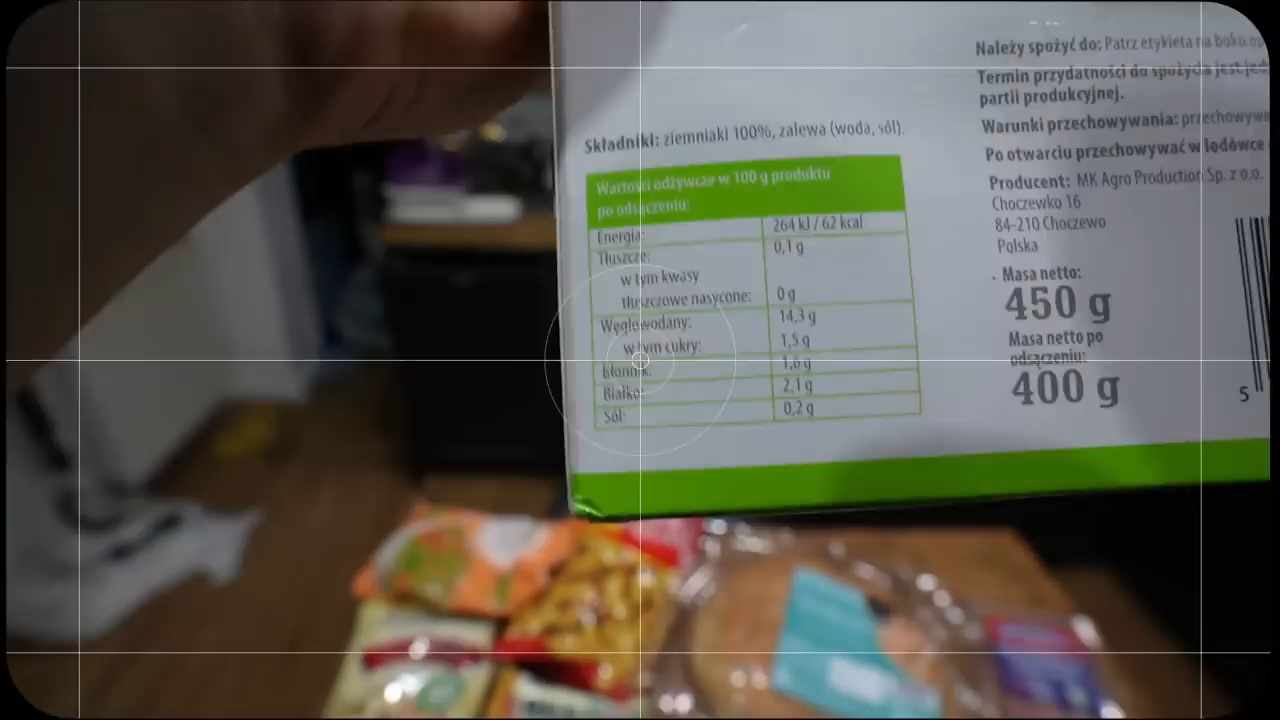 Składniki: ziemniaki 100%, zalewa (woda, sól).
Wartości odżywcze w 100 g produktu
po odsączeniu:
Energia: 264 kJ / 62 kcal
Tłuszcze: 0,1 g
w tym kwasy
tłuszczowe nasycone: 0 g
Węglowodany: 14,3 g
w tym cukry: 1,5 g
Błonnik: 1,6 g
Białko: 2,1 g
Sól: 0,2 g
Należy spożyć do: Patrz etykieta na boku
Termin przydatności do spożycia jest
partii produkcyjnej.
Warunki przechowywania:
Po otwarciu przechowywać w lodówce
Producent: MK Agro Production Sp. z o.o.
Choczewko 16
84-210 Choczewo
Polska
Masa netto:
450 g
Masa netto po
odsączeniu:
400 g
5